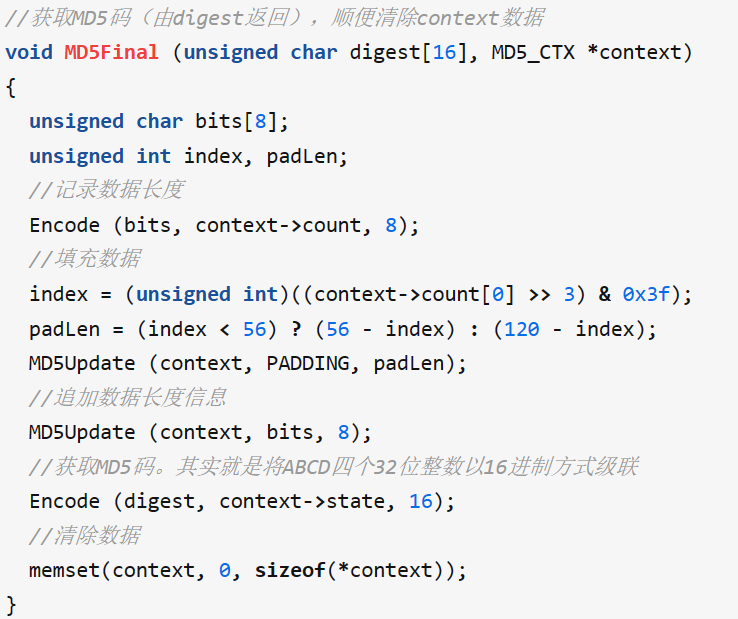 //获取MD5码（由digest返回），顺便清除context数据
void MD5Final (unsigned char digest[16], MD5_CTX *context)
{
  unsigned char bits[8];
  unsigned int index, padLen;
  //记录数据长度
  Encode (bits, context->count, 8);
  //填充数据
  index = (unsigned int)((context->count[0] >> 3) & 0x3f);
  padLen = (index < 56) ? (56 - index) : (120 - index);
  MD5Update (context, PADDING, padLen);
  //追加数据长度信息
  MD5Update (context, bits, 8);
  //获取MD5码。其实就是将ABCD四个32位整数以16进制方式级联
  Encode (digest, context->state, 16);
  //清除数据
  memset(context, 0, sizeof(*context));
}